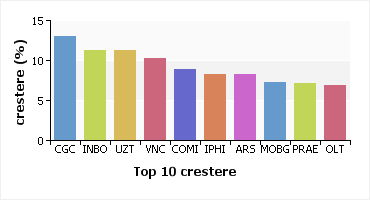 crestere (%)
15
10
5
0
CGC INBO UZT VNC COMI IPHI ARS MOBG PRAE OLT
Top 10 crestere